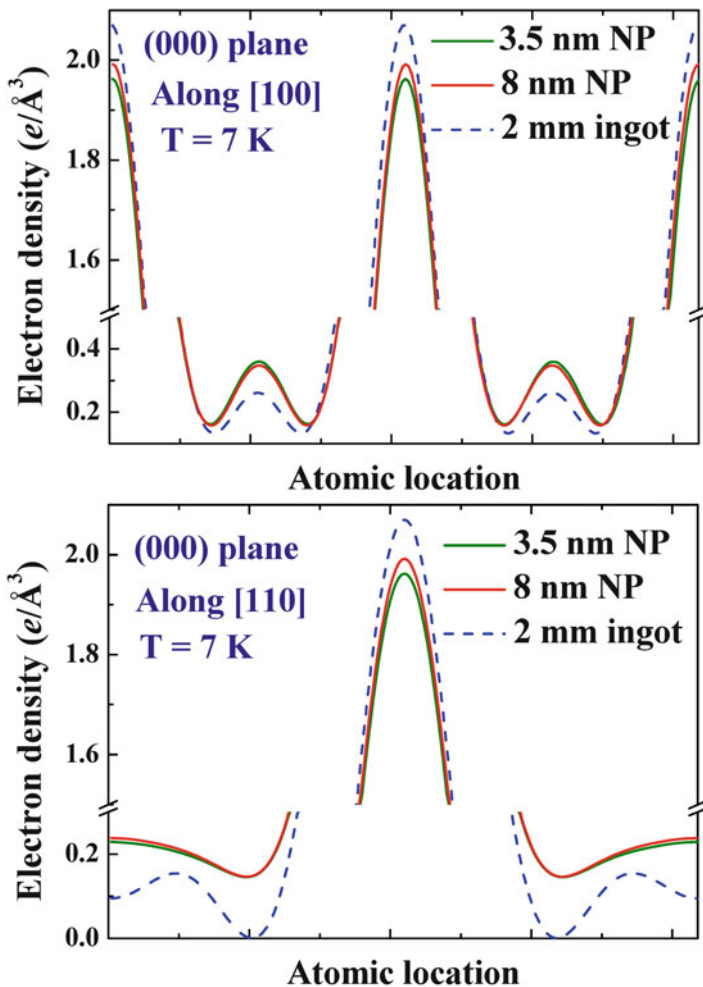 (000) plane
Along [100]
T = 7 K
3.5 nm NP
8 nm NP
2 mm ingot
Electron density (e/Å³)
2.0
1.8
1.6
0.4
0.2
Atomic location
(000) plane
Along [110]
T = 7 K
3.5 nm NP
8 nm NP
2 mm ingot
Electron density (e/Å³)
2.0
1.8
1.6
0.2
0.0
Atomic location